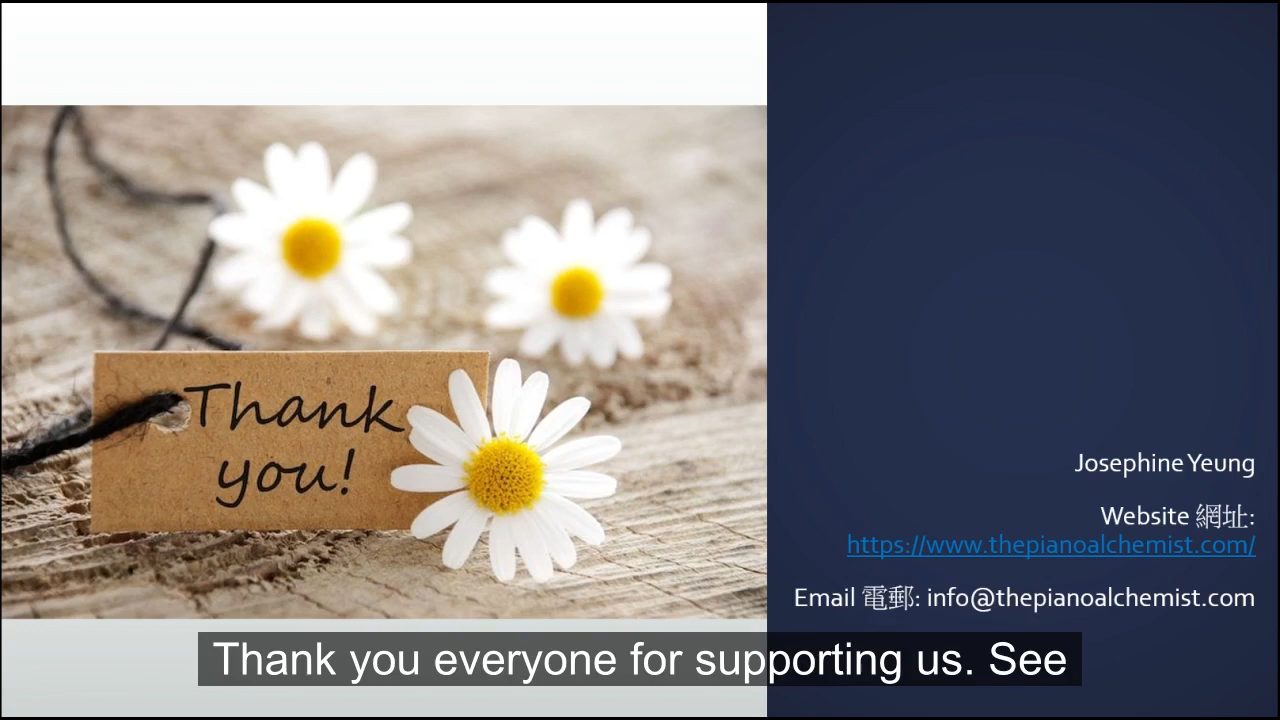 Thank
you!
Josephine Yeung
Website 網址:
https://www.thepianoalchemist.com/
Email 電郵: info@thepianoalchemist.com
Thank you everyone for supporting us. See